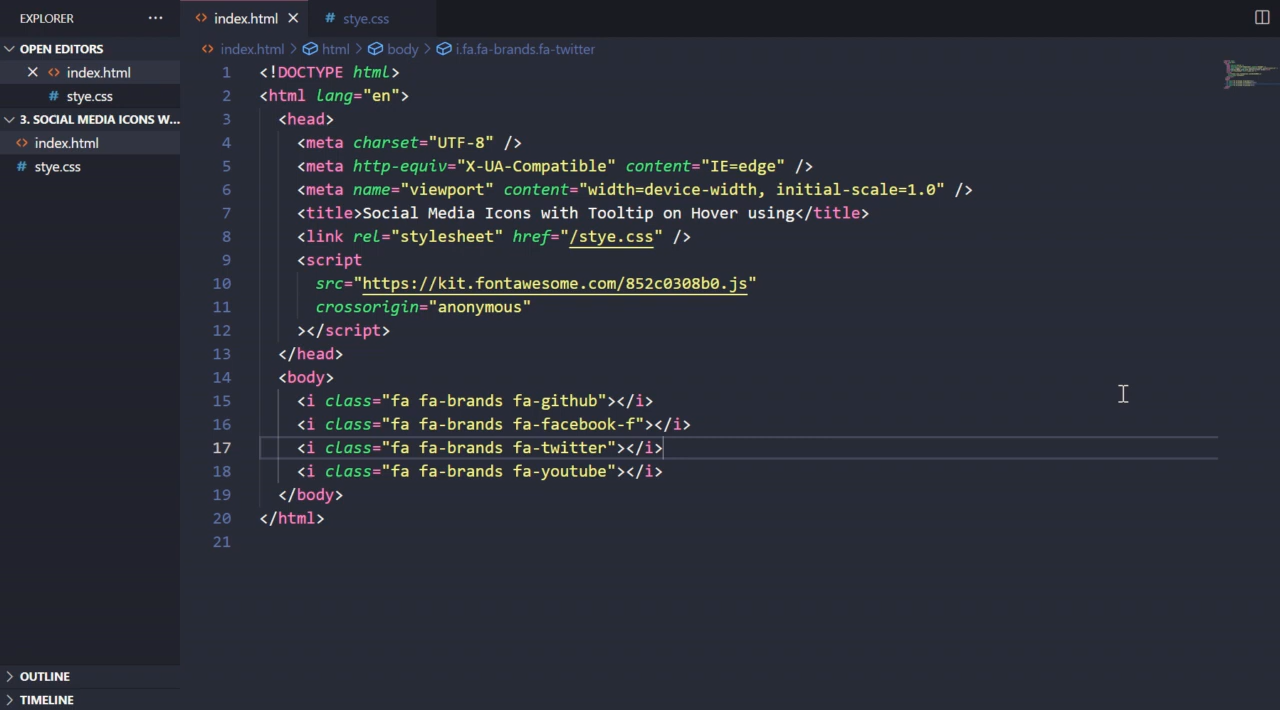 EXPLORER ···
index.html stye.css
OPEN EDITORS
index.html
stye.css
3. SOCIAL MEDIA ICONS W...
index.html
stye.css
index.html > html > body > i.fa.fa-brands.fa-twitter
1 <!DOCTYPE html>
2 <html lang="en">
3 <head>
4 <meta charset="UTF-8" />
5 <meta http-equiv="X-UA-Compatible" content="IE=edge" />
6 <meta name="viewport" content="width=device-width, initial-scale=1.0" />
7 <title>Social Media Icons with Tooltip on Hover using</title>
8 <link rel="stylesheet" href="/stye.css" />
9 <script
10 src="https://kit.fontawesome.com/852c0308b0.js"
11 crossorigin="anonymous"
12 ></script>
13 </head>
14 <body>
15 <i class="fa fa-brands fa-github"></i>
16 <i class="fa fa-brands fa-facebook-f"></i>
17 <i class="fa fa-brands fa-twitter"></i>
18 <i class="fa fa-brands fa-youtube"></i>
19 </body>
20 </html>
21
OUTLINE
TIMELINE